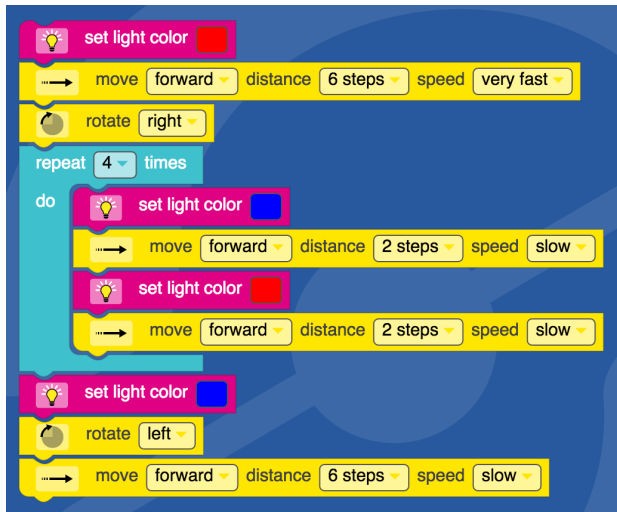 set light color
move forward distance 6 steps speed very fast
rotate right
repeat 4 times
do set light color
move forward distance 2 steps speed slow
set light color
move forward distance 2 steps speed slow
set light color
rotate left
move forward distance 6 steps speed slow